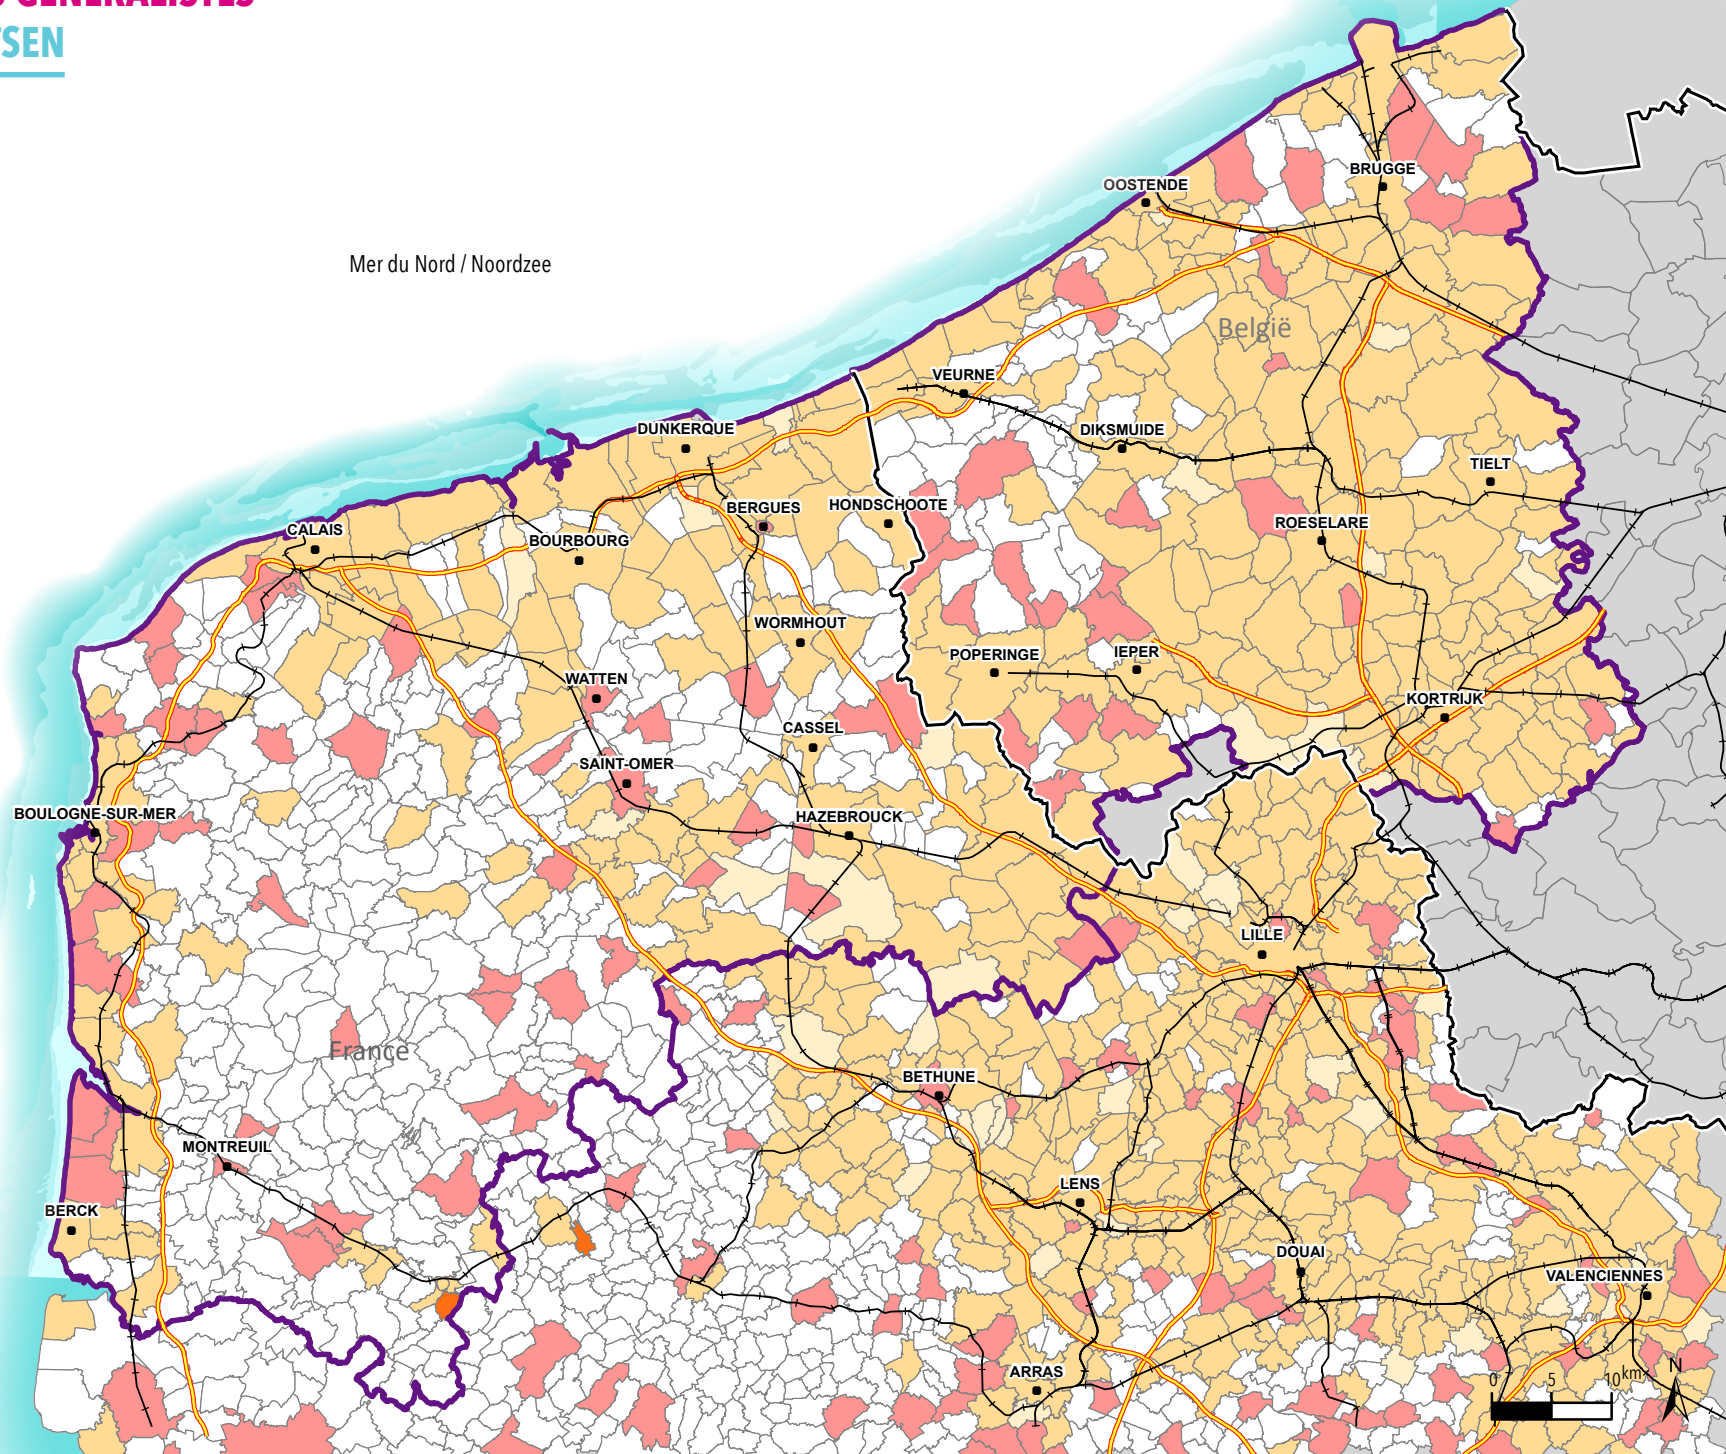 GENERALISTES
TSEN
Mer du Nord / Noordzee
BRUGGE
OOSTENDE
België
VEURNE
DUNKERQUE
DIKSMUIDE
TIELT
BERGUES
HONDSCHOOTE
ROESELARE
CALAIS
BOURBOURG
WORMHOUT
POPERINGE
IEPER
WATTEN
KORTRIJK
CASSEL
SAINT-OMER
BOULOGNE-SUR-MER
HAZEBROUCK
LILLE
France
BETHUNE
MONTREUIL
LENS
BERCK
DOUAI
VALENCIENNES
ARRAS
N
0 5 10 km